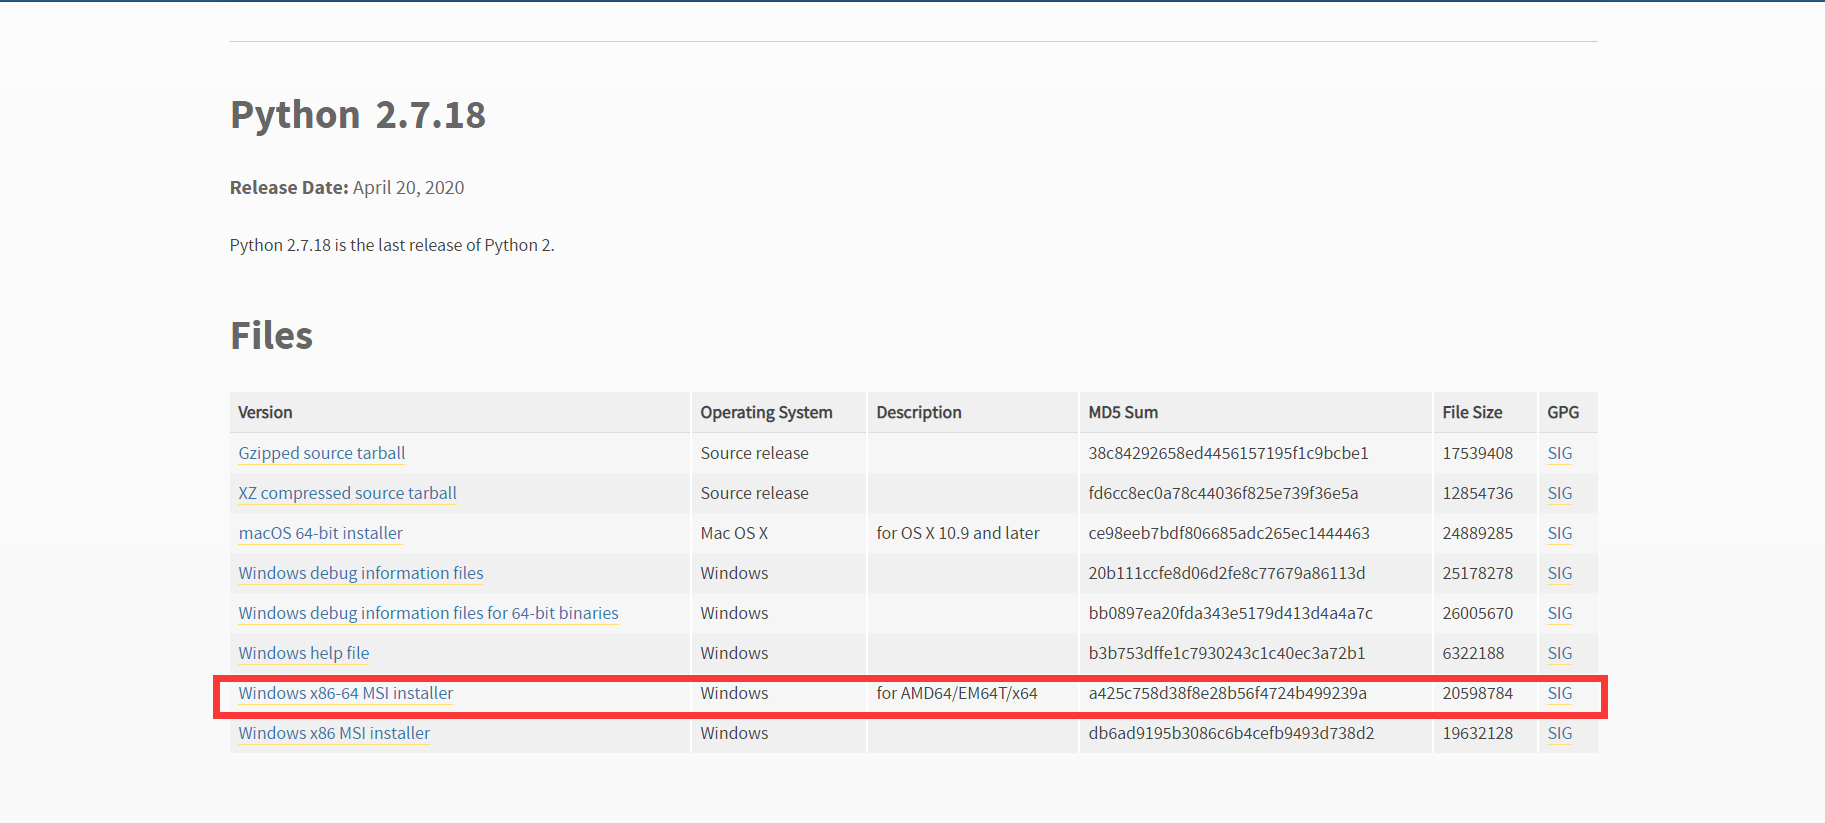 Python 2.7.18
Release Date: April 20, 2020
Python 2.7.18 is the last release of Python 2.
Files
Version Operating System Description MD5 Sum File Size GPG
Gzipped source tarball Source release 38c84292658ed4456157195f1c9bcbe1 17539408 SIG
XZ compressed source tarball Source release fd6cc8ec0a78c44036f825e739f36e5a 12854736 SIG
macOS 64-bit installer Mac OS X for OS X 10.9 and later ce98eeb7bdf806685adc265ec1444463 24889285 SIG
Windows debug information files Windows 20b111ccfe8d06d2fe8c77679a86113d 25178278 SIG
Windows debug information files for 64-bit binaries Windows bb0897ea20fda343e5179d413d4a4a7c 26005670 SIG
Windows help file Windows b3b753dffe1c7930243c1c40ec3a72b1 6322188 SIG
Windows x86-64 MSI installer Windows for AMD64/EM64T/x64 a425c758d38f8e28b56f4724b499239a 20598784 SIG
Windows x86 MSI installer Windows db6ad9195b3086c6b4cefb9493d738d2 19632128 SIG